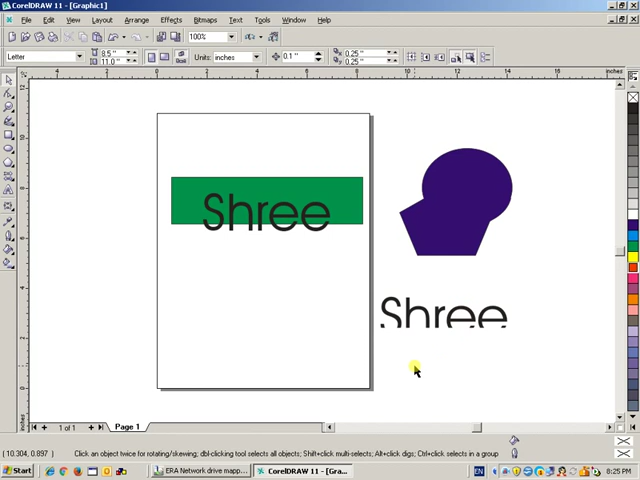 CorelDRAW 11 - [Graphic1]
File Edit View Layout Arrange Effects Bitmaps Text Tools Window Help
100%
Letter 8.5 " 11.0 " Units: inches 0.1 " 0.25 " 0.25 "
inches
Shree
Shree
inches
1 of 1 Page 1
(10.304, 0.897) Click an object twice for rotating/skewing; dbl-clicking tool selects all objects; Shift+click multi-selects; Alt+click digs; Ctrl+click selects in a group
Start ERA Network drive mapp... CorelDRAW 11 - [Gra... EN 8:25 PM